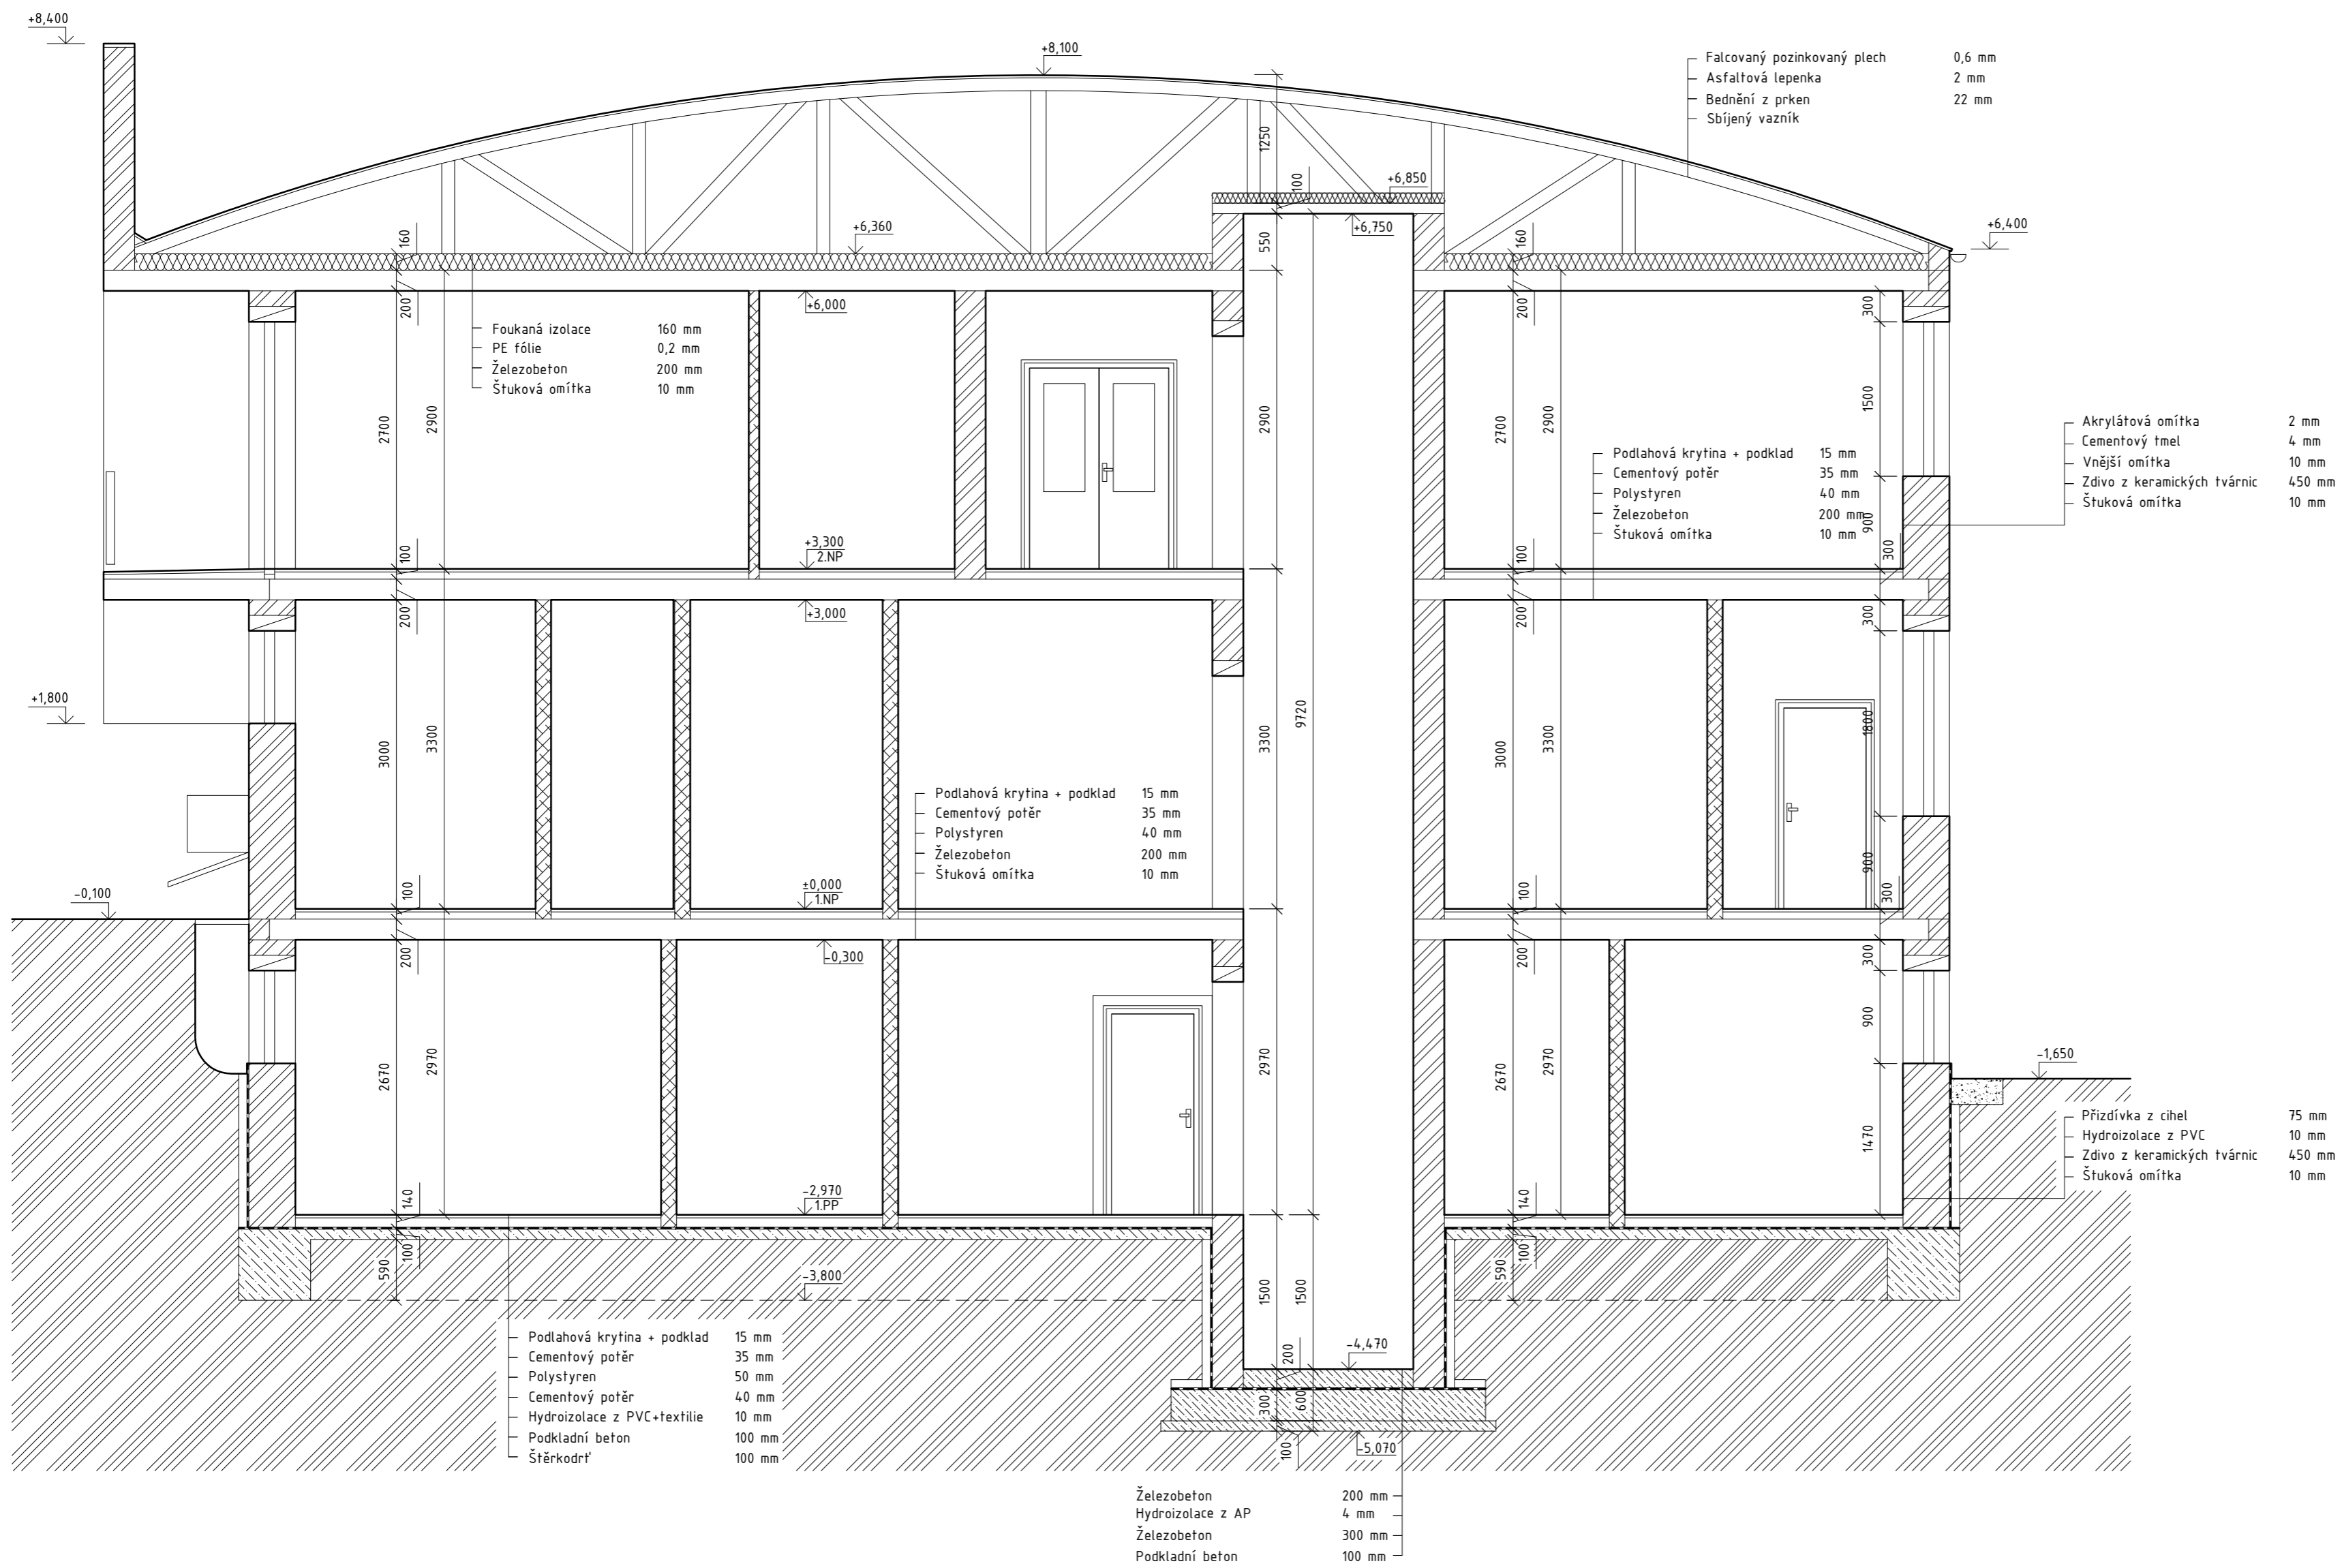 +8,400
+8,100
Falcovaný pozinkovaný plech 0,6 mm
Asfaltová lepenka 2 mm
Bednění z prken 22 mm
Sbíjený vazník
1250
100
+6,850
+6,750
+6,360
+6,400
160
550
160
200
+6,000
200
300
Foukaná izolace 160 mm
PE fólie 0,2 mm
Železobeton 200 mm
Štuková omítka 10 mm
2700
2900
2900
2700
2900
1500
Akrylátová omítka 2 mm
Cementový tmel 4 mm
Vnější omítka 10 mm
Zdivo z keramických tvárnic 450 mm
Štuková omítka 10 mm
Podlahová krytina + podklad 15 mm
Cementový potěr 35 mm
Polystyren 40 mm
Železobeton 200 mm
Štuková omítka 10 mm
900
300
100
+3,300
2.NP
100
200
+3,000
200
300
+1,800
3000
3300
3300
9720
3000
3300
1800
Podlahová krytina + podklad 15 mm
Cementový potěr 35 mm
Polystyren 40 mm
Železobeton 200 mm
Štuková omítka 10 mm
900
300
-0,100
100
±0,000
1.NP
100
200
-0,300
200
300
900
2670
2970
2970
2670
2970
-1,650
1470
Přizdívka z cihel 75 mm
Hydroizolace z PVC 10 mm
Zdivo z keramických tvárnic 450 mm
Štuková omítka 10 mm
140
-2,970
1.PP
140
100
590
-3,800
1500
1500
100
590
Podlahová krytina + podklad 15 mm
Cementový potěr 35 mm
Polystyren 50 mm
Cementový potěr 40 mm
Hydroizolace z PVC+textilie 10 mm
Podkladní beton 100 mm
Štěrkodrť 100 mm
200
-4,470
300
600
100
-5,070
Železobeton 200 mm
Hydroizolace z AP 4 mm
Železobeton 300 mm
Podkladní beton 100 mm